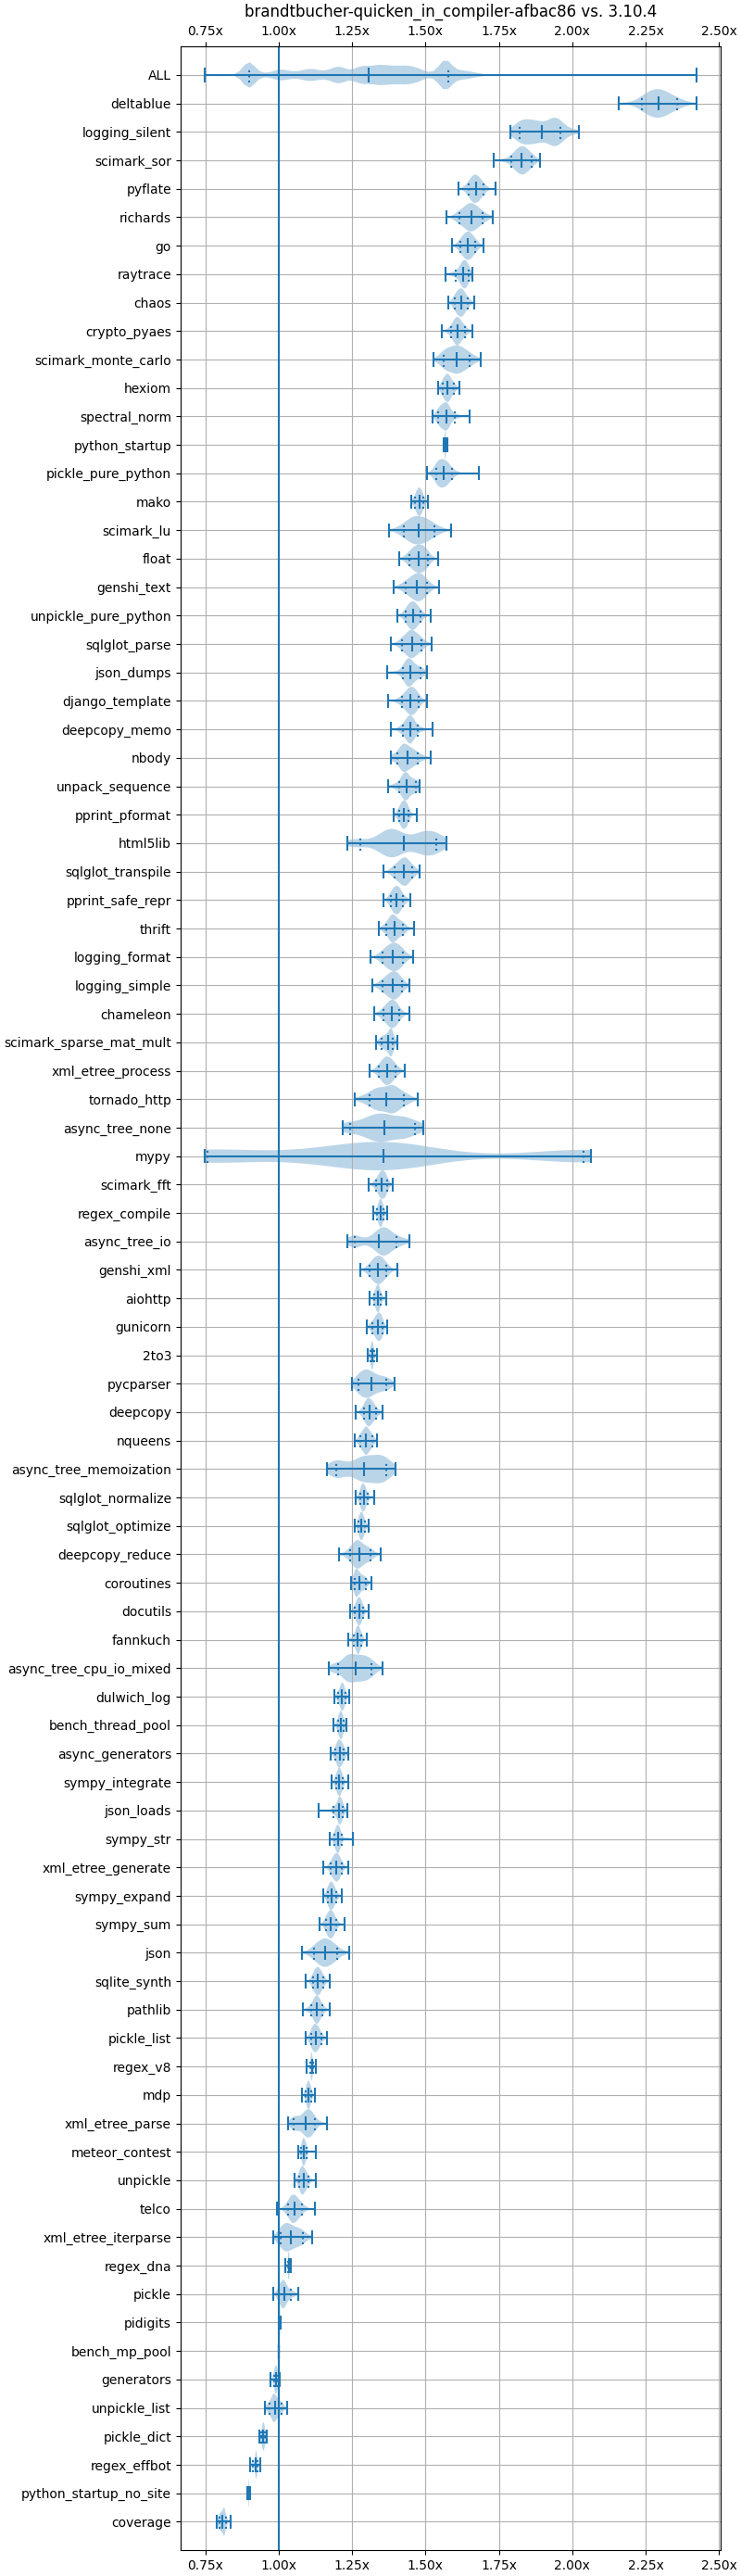 brandtbucher-quicken_in_compiler-afbac86 vs. 3.10.4
0.75x 1.00x 1.25x 1.50x 1.75x 2.00x 2.25x 2.50x
ALL
deltablue
logging_silent
scimark_sor
pyflate
richards
go
raytrace
chaos
crypto_pyaes
scimark_monte_carlo
hexiom
spectral_norm
python_startup
pickle_pure_python
mako
scimark_lu
float
genshi_text
unpickle_pure_python
sqlglot_parse
json_dumps
django_template
deepcopy_memo
nbody
unpack_sequence
pprint_pformat
html5lib
sqlglot_transpile
pprint_safe_repr
thrift
logging_format
logging_simple
chameleon
scimark_sparse_mat_mult
xml_etree_process
tornado_http
async_tree_none
mypy
scimark_fft
regex_compile
async_tree_io
genshi_xml
aiohttp
gunicorn
2to3
pycparser
deepcopy
nqueens
async_tree_memoization
sqlglot_normalize
sqlglot_optimize
deepcopy_reduce
coroutines
docutils
fannkuch
async_tree_cpu_io_mixed
dulwich_log
bench_thread_pool
async_generators
sympy_integrate
json_loads
sympy_str
xml_etree_generate
sympy_expand
sympy_sum
json
sqlite_synth
pathlib
pickle_list
regex_v8
mdp
xml_etree_parse
meteor_contest
unpickle
telco
xml_etree_iterparse
regex_dna
pickle
pidigits
bench_mp_pool
generators
unpickle_list
pickle_dict
regex_effbot
python_startup_no_site
coverage
0.75x 1.00x 1.25x 1.50x 1.75x 2.00x 2.25x 2.50x